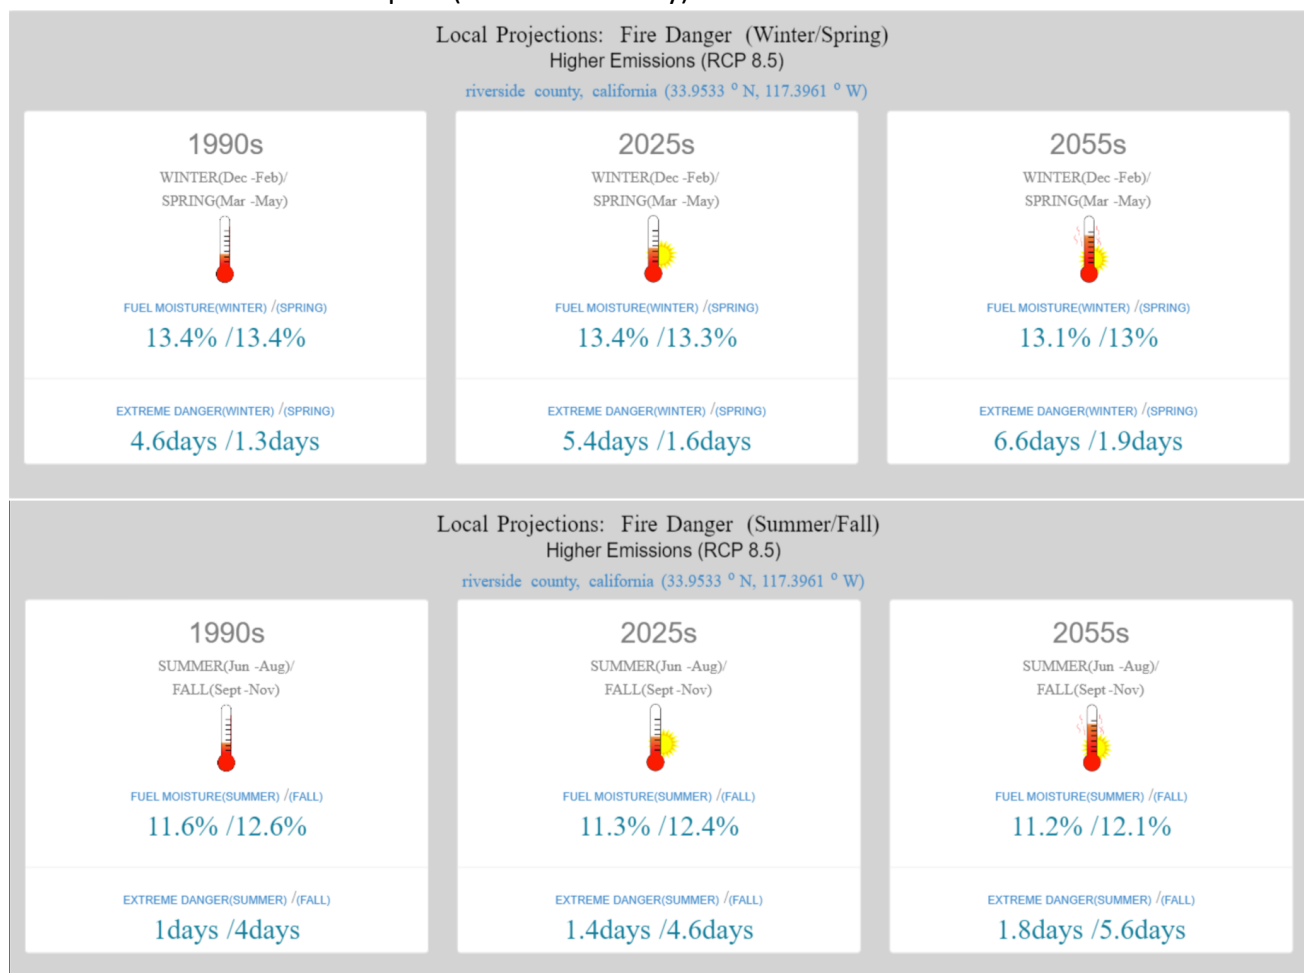 Local Projections: Fire Danger (Winter/Spring)
Higher Emissions (RCP 8.5)
riverside county, california (33.9533 ° N, 117.3961 ° W)
1990s
WINTER(Dec -Feb)/
SPRING(Mar -May)
FUEL MOISTURE(WINTER) /(SPRING)
13.4% /13.4%
EXTREME DANGER(WINTER) /(SPRING)
4.6days /1.3days
2025s
WINTER(Dec -Feb)/
SPRING(Mar -May)
FUEL MOISTURE(WINTER) /(SPRING)
13.4% /13.3%
EXTREME DANGER(WINTER) /(SPRING)
5.4days /1.6days
2055s
WINTER(Dec -Feb)/
SPRING(Mar -May)
FUEL MOISTURE(WINTER) /(SPRING)
13.1% /13%
EXTREME DANGER(WINTER) /(SPRING)
6.6days /1.9days
Local Projections: Fire Danger (Summer/Fall)
Higher Emissions (RCP 8.5)
riverside county, california (33.9533 ° N, 117.3961 ° W)
1990s
SUMMER(Jun -Aug)/
FALL(Sept -Nov)
FUEL MOISTURE(SUMMER) /(FALL)
11.6% /12.6%
EXTREME DANGER(SUMMER) /(FALL)
1days /4days
2025s
SUMMER(Jun -Aug)/
FALL(Sept -Nov)
FUEL MOISTURE(SUMMER) /(FALL)
11.3% /12.4%
EXTREME DANGER(SUMMER) /(FALL)
1.4days /4.6days
2055s
SUMMER(Jun -Aug)/
FALL(Sept -Nov)
FUEL MOISTURE(SUMMER) /(FALL)
11.2% /12.1%
EXTREME DANGER(SUMMER) /(FALL)
1.8days /5.6days